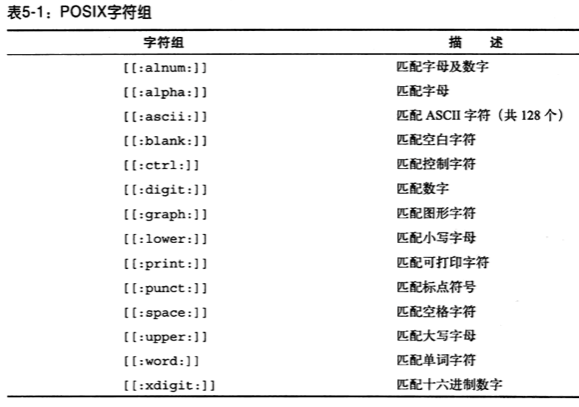 表5-1：POSIX字符组
字符组 描 述
[[:alnum:]] 匹配字母及数字
[[:alpha:]] 匹配字母
[[:ascii:]] 匹配 ASCII 字符（共 128 个）
[[:blank:]] 匹配空白字符
[[:ctrl:]] 匹配控制字符
[[:digit:]] 匹配数字
[[:graph:]] 匹配图形字符
[[:lower:]] 匹配小写字母
[[:print:]] 匹配可打印字符
[[:punct:]] 匹配标点符号
[[:space:]] 匹配空格字符
[[:upper:]] 匹配大写字母
[[:word:]] 匹配单词字符
[[:xdigit:]] 匹配十六进制数字